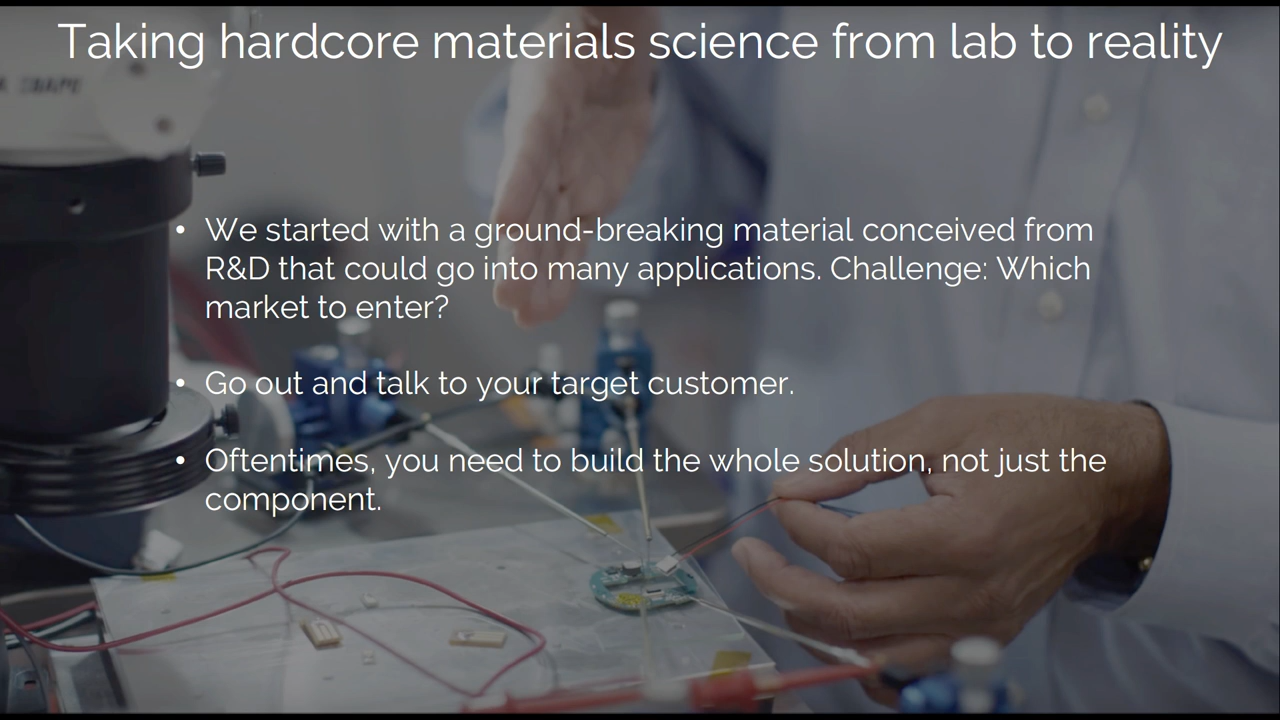 Taking hardcore materials science from lab to reality
• We started with a ground-breaking material conceived from
R&D that could go into many applications. Challenge: Which
market to enter?
• Go out and talk to your target customer.
• Oftentimes, you need to build the whole solution, not just the
component.